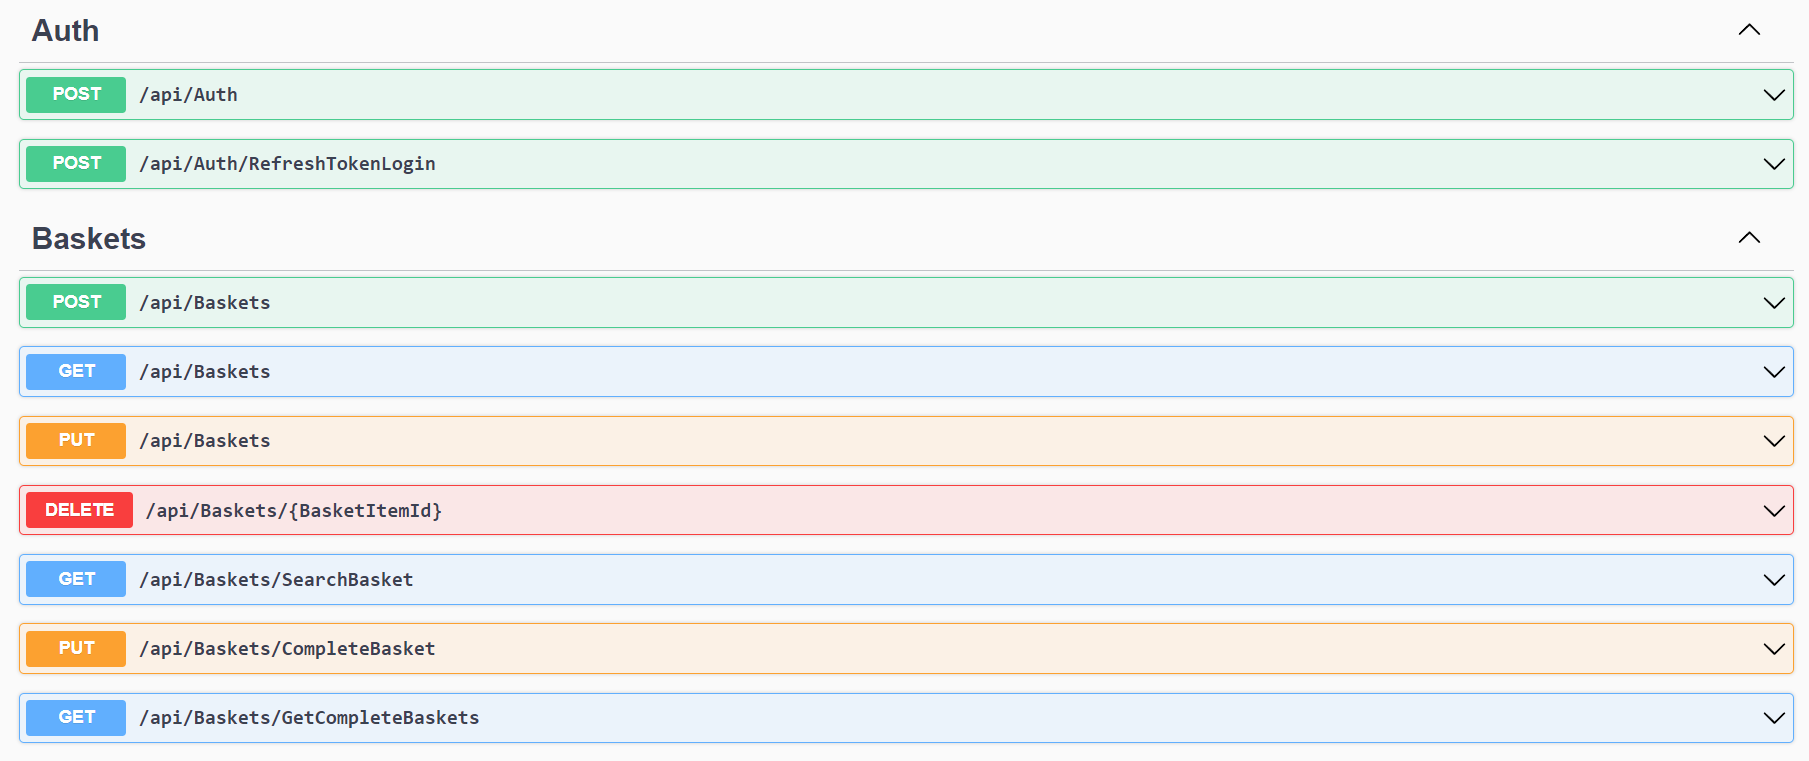 Auth
POST /api/Auth
POST /api/Auth/RefreshTokenLogin
Baskets
POST /api/Baskets
GET /api/Baskets
PUT /api/Baskets
DELETE /api/Baskets/{BasketItemId}
GET /api/Baskets/SearchBasket
PUT /api/Baskets/CompleteBasket
GET /api/Baskets/GetCompleteBaskets